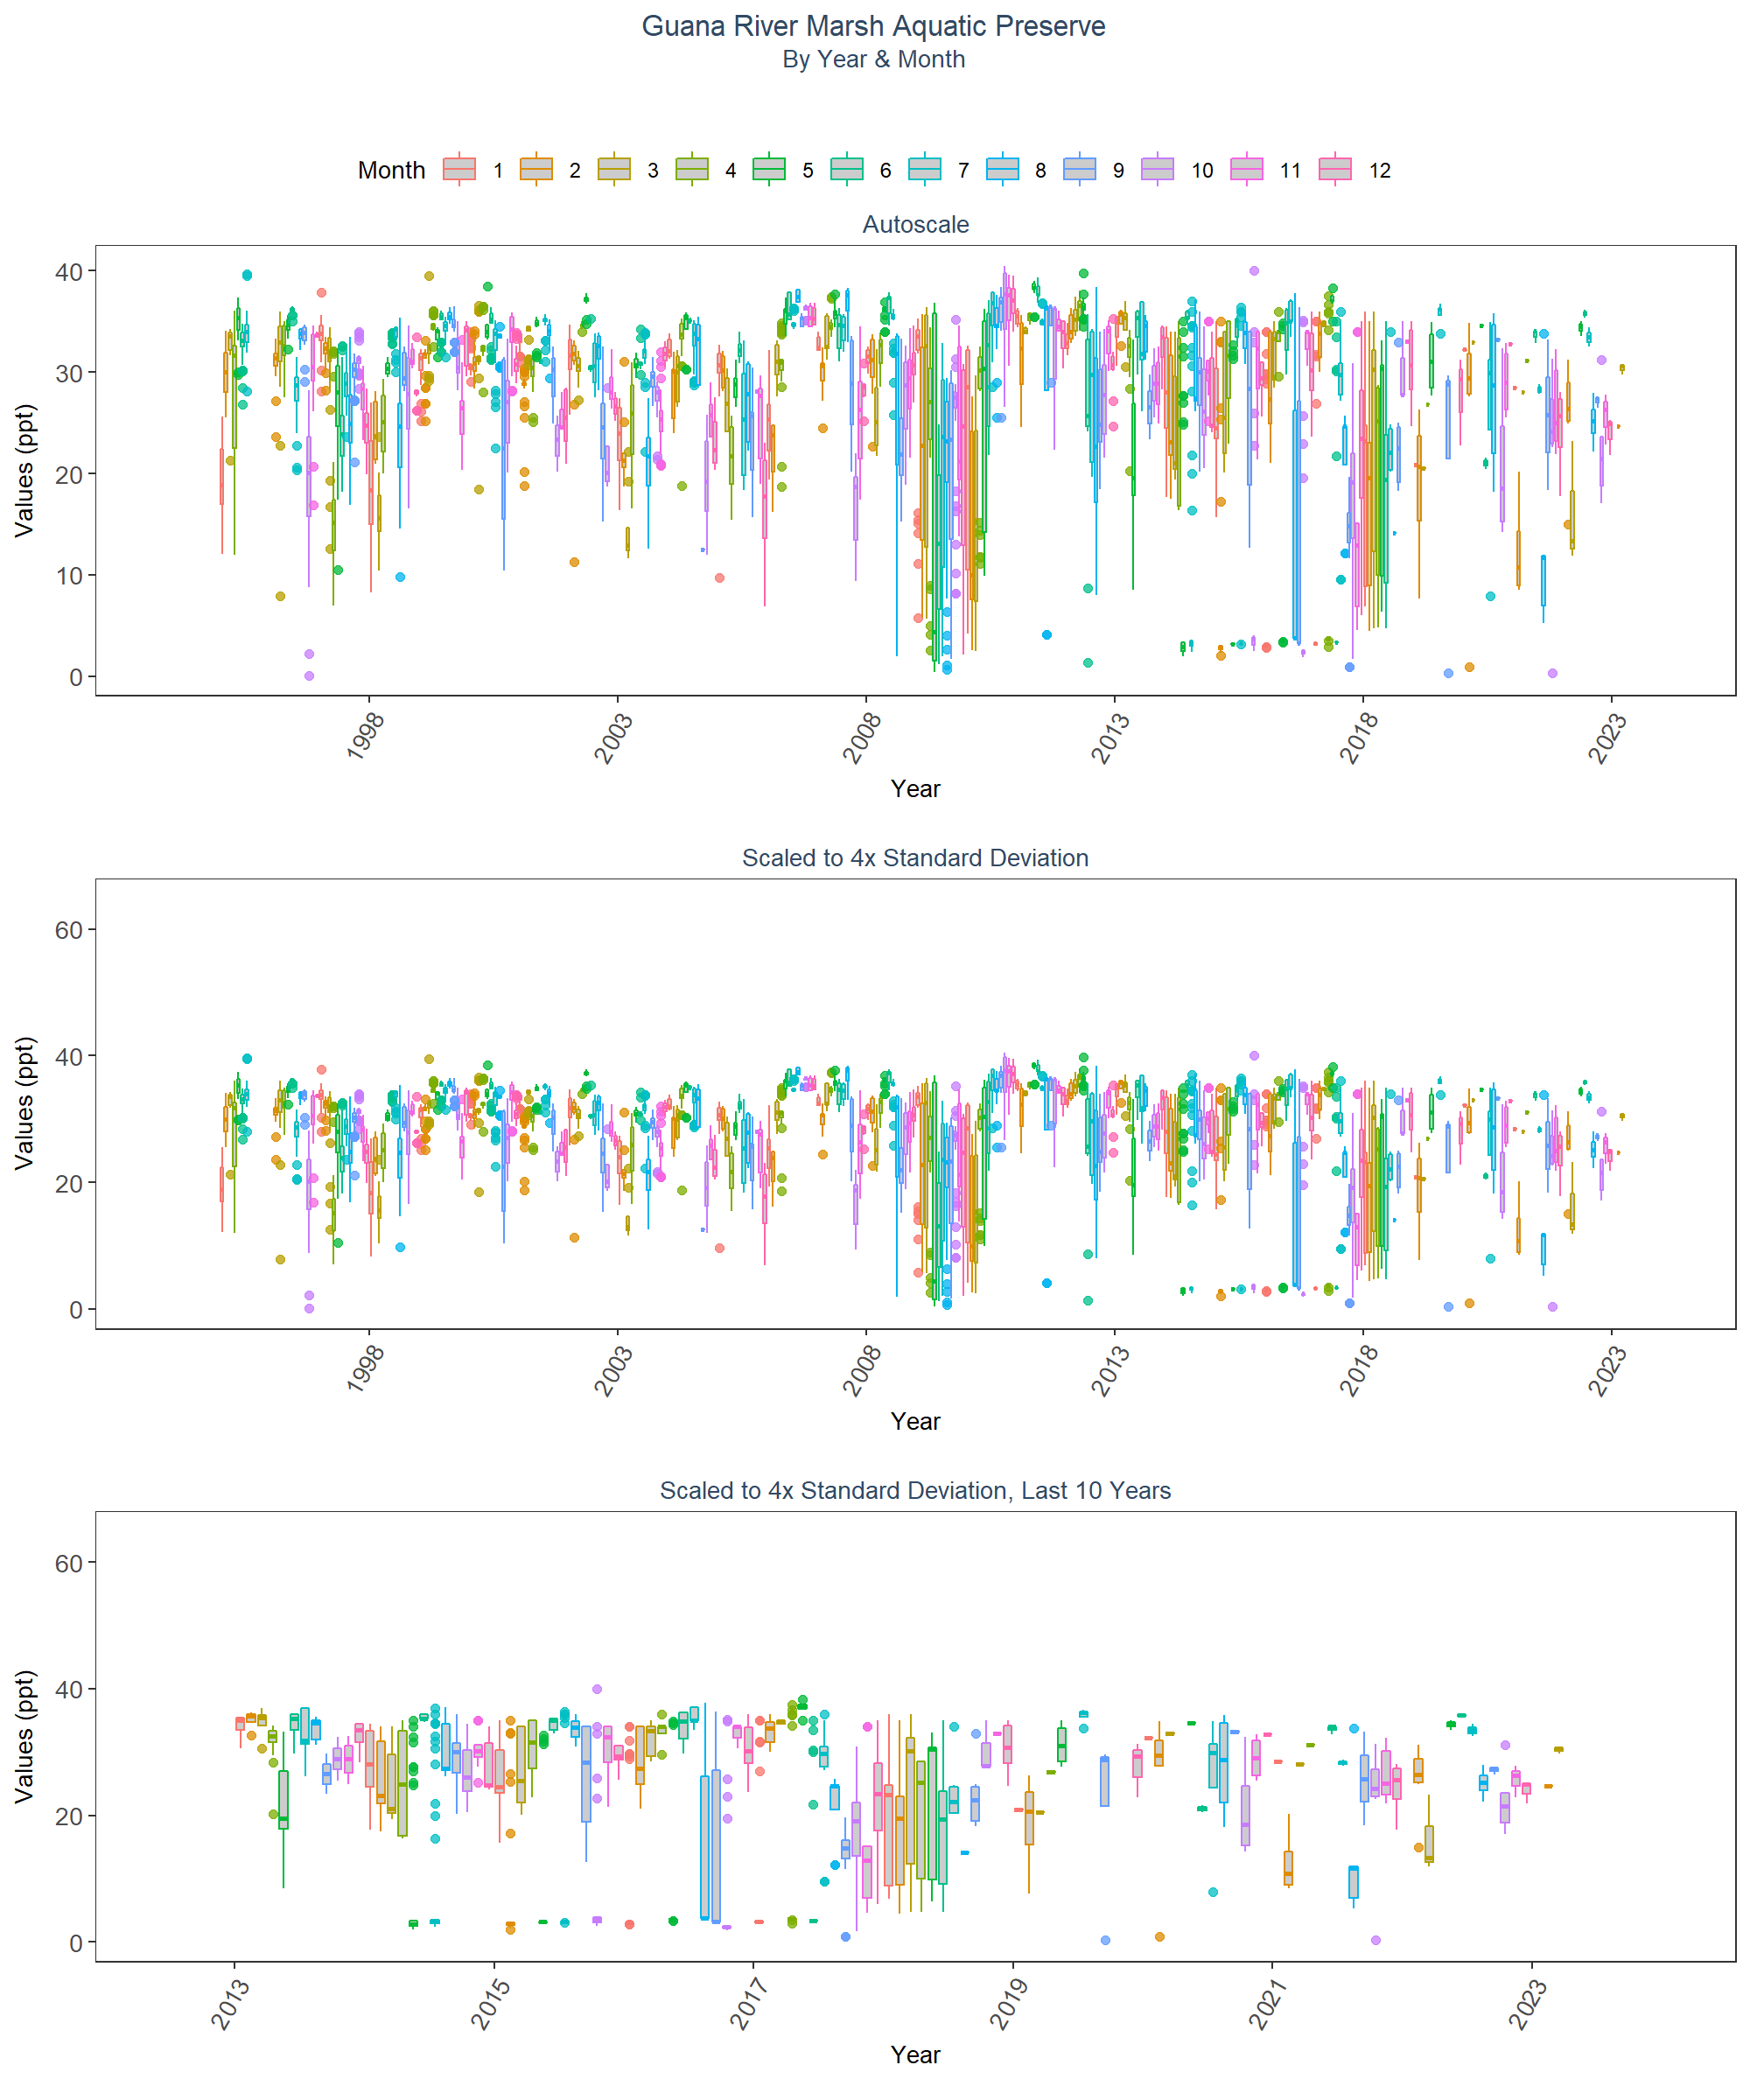 Guana River Marsh Aquatic Preserve
By Year & Month
Month 1 2 3 4 5 6 7 8 9 10 11 12
Autoscale
Values (ppt)
40
30
20
10
0
1998 2003 2008 2013 2018 2023
Year
Scaled to 4x Standard Deviation
Values (ppt)
60
40
20
0
1998 2003 2008 2013 2018 2023
Year
Scaled to 4x Standard Deviation, Last 10 Years
Values (ppt)
60
40
20
0
2013 2015 2017 2019 2021 2023
Year